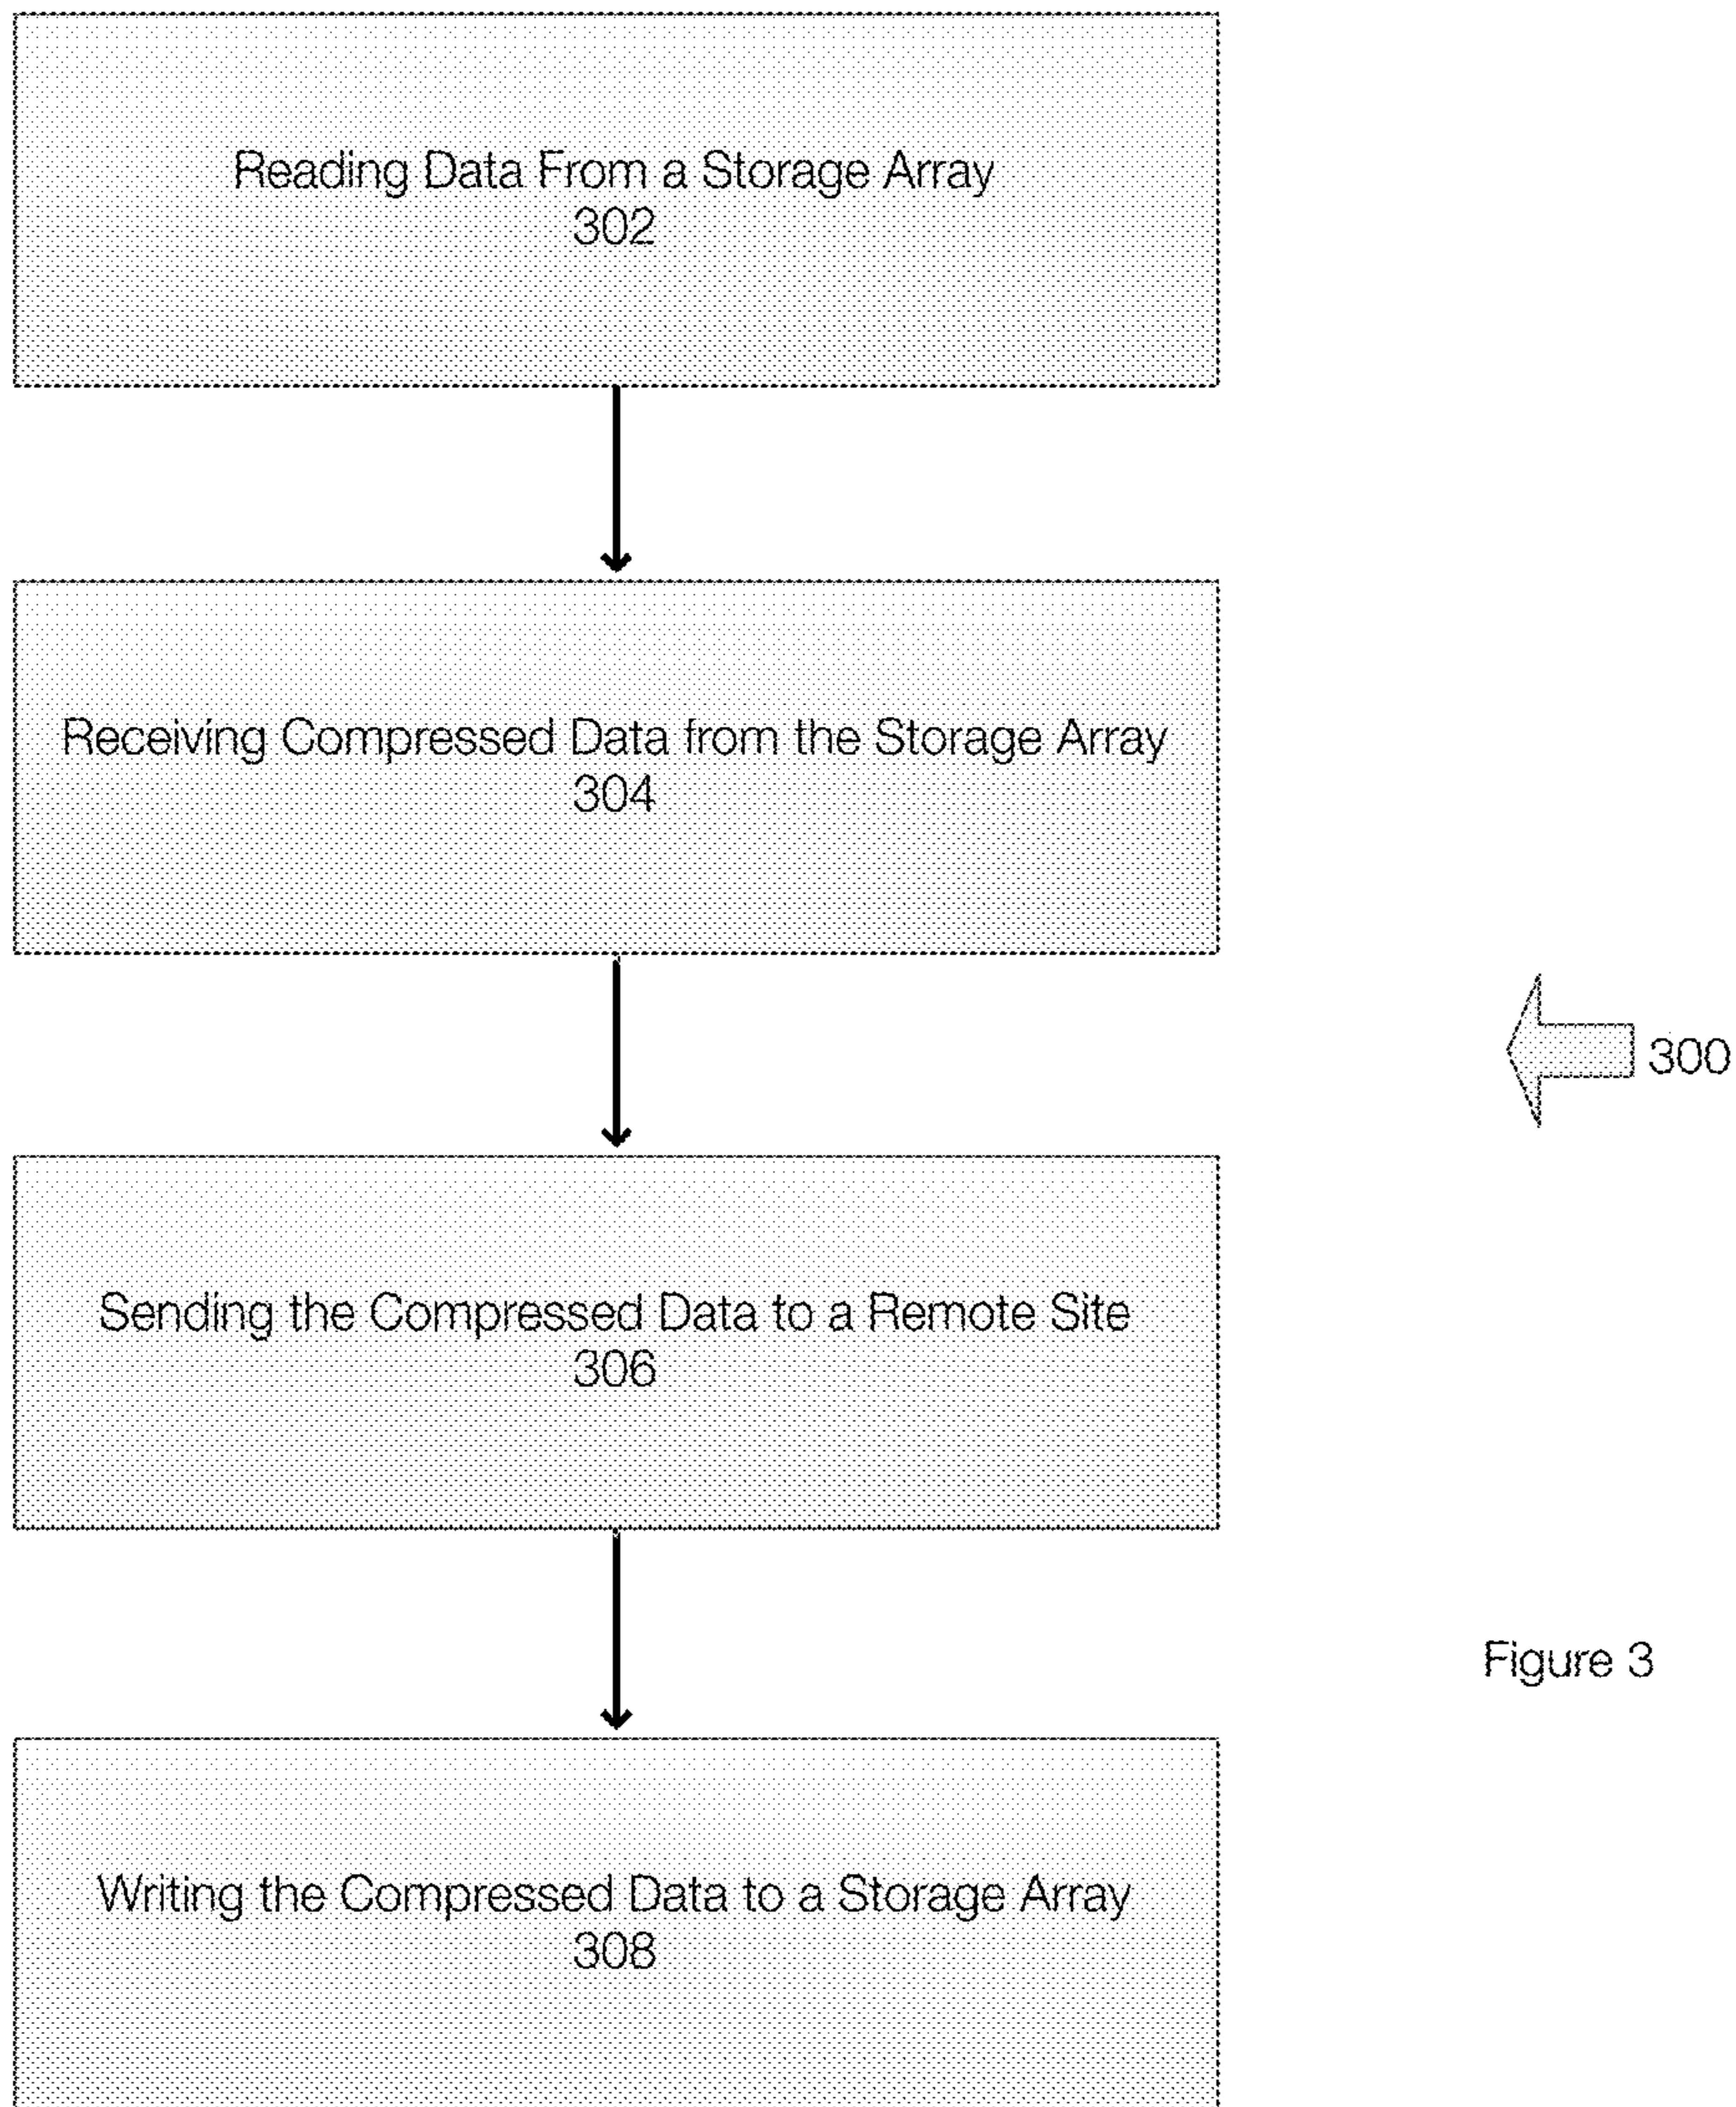 Reading Data From a Storage Array
302
Receiving Compressed Data from the Storage Array
304
300
Sending the Compressed Data to a Remote Site
306
Figure 3
Writing the Compressed Data to a Storage Array
308